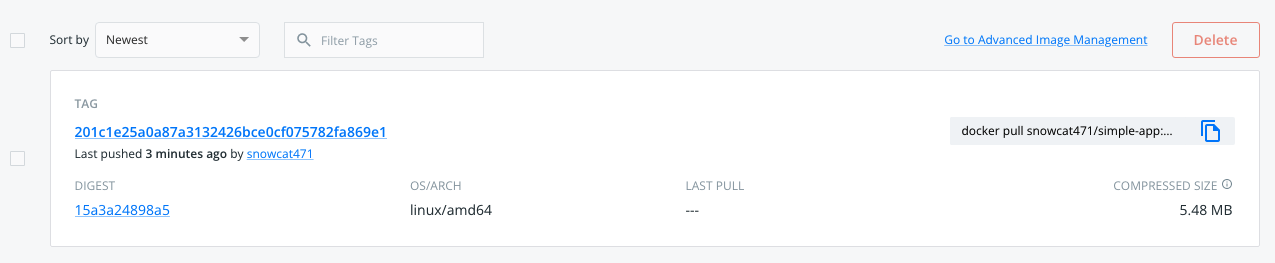 Sort by Newest Filter Tags Go to Advanced Image Management Delete
TAG
201c1e25a0a87a3132426bce0cf075782fa869e1
docker pull snowcat471/simple-app:...
Last pushed 3 minutes ago by snowcat471
DIGEST OS/ARCH LAST PULL COMPRESSED SIZE
15a3a24898a5 linux/amd64 --- 5.48 MB